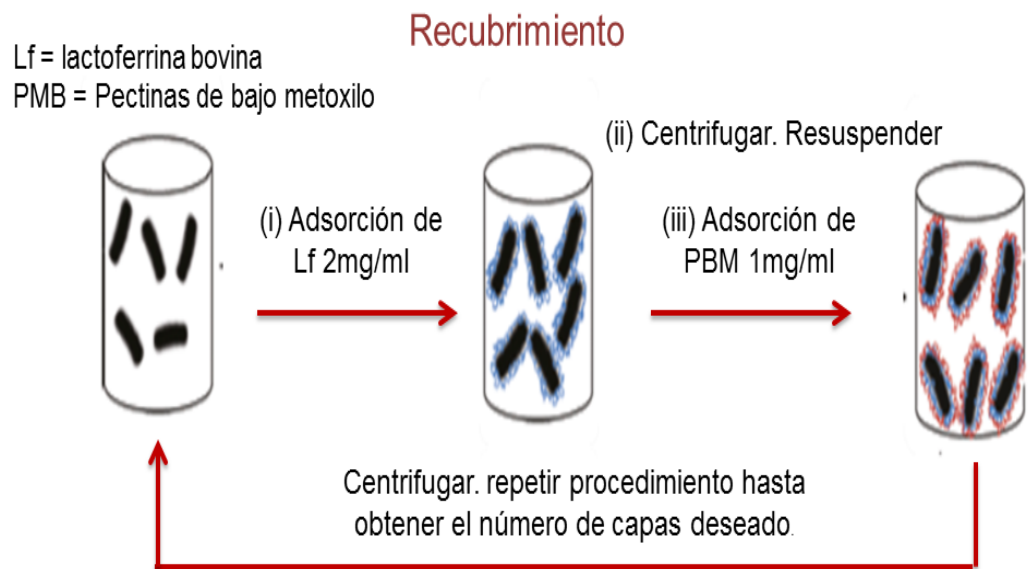 Recubrimiento
Lf = lactoferrina bovina
PMB = Pectinas de bajo metoxilo
(i) Adsorción de
Lf 2mg/ml
(ii) Centrifugar. Resuspender
(iii) Adsorción de
PBM 1mg/ml
Centrifugar. repetir procedimiento hasta
obtener el número de capas deseado.